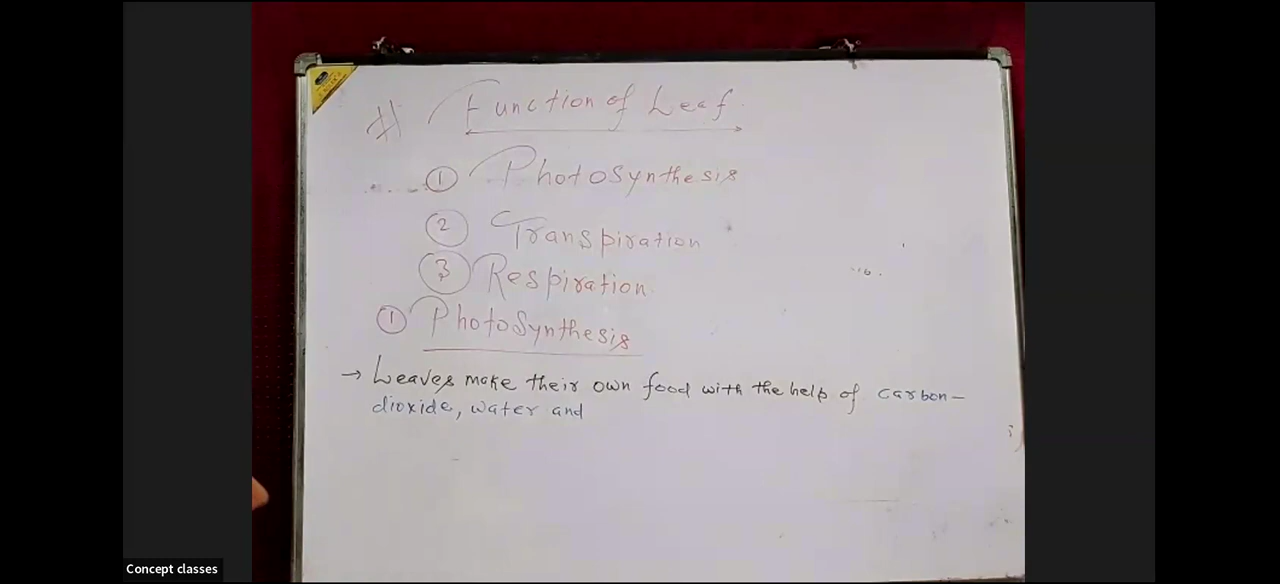 # Function of Leaf.
① Photosynthesis
② Transpiration
③ Respiration.
① Photosynthesis
→ Leaves make their own food with the help of carbon-
dioxide, water and
Concept classes